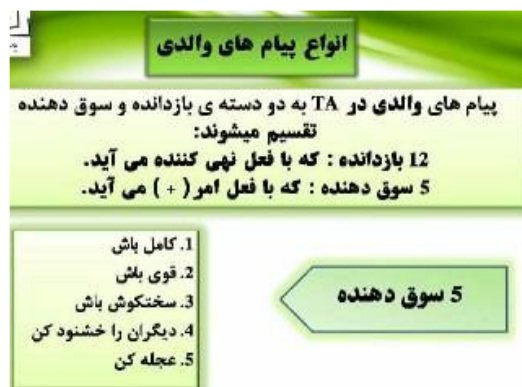 انواع پیام های والدی
پیام های والدی در TA به دو دسته ی بازدانده و سوق دهنده
تقسیم میشوند:
12 بازدانده : که با فعل نهی کننده می آید.
5 سوق دهنده : که با فعل امر( + ) می آید.
1. کامل باش
2. قوی باش
3. سختکوش باش
4. دیگران را خشنود کن
5. عجله کن
5 سوق دهنده